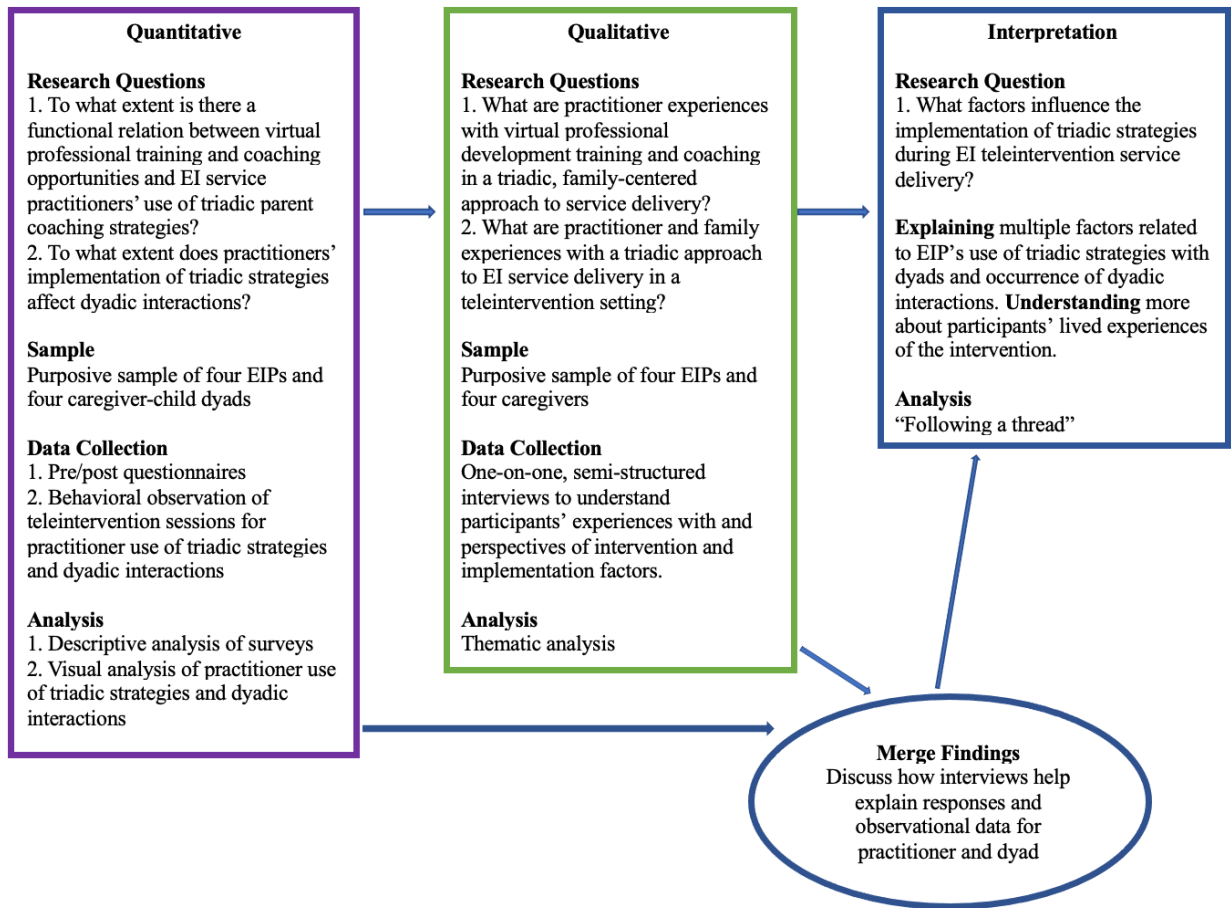 Quantitative
Research Questions
1. To what extent is there a
functional relation between virtual
professional training and coaching
opportunities and EI service
practitioners’ use of triadic parent
coaching strategies?
2. To what extent does practitioners’
implementation of triadic strategies
affect dyadic interactions?
Sample
Purposive sample of four EIPs and
four caregiver-child dyads
Data Collection
1. Pre/post questionnaires
2. Behavioral observation of
teleintervention sessions for
practitioner use of triadic strategies
and dyadic interactions
Analysis
1. Descriptive analysis of surveys
2. Visual analysis of practitioner use
of triadic strategies and dyadic
interactions
Qualitative
Research Questions
1. What are practitioner experiences
with virtual professional
development training and coaching
in a triadic, family-centered
approach to service delivery?
2. What are practitioner and family
experiences with a triadic approach
to EI service delivery in a
teleintervention setting?
Sample
Purposive sample of four EIPs and
four caregivers
Data Collection
One-on-one, semi-structured
interviews to understand
participants’ experiences with and
perspectives of intervention and
implementation factors.
Analysis
Thematic analysis
Interpretation
Research Question
1. What factors influence the
implementation of triadic strategies
during EI teleintervention service
delivery?
Explaining multiple factors related
to EIP’s use of triadic strategies with
dyads and occurrence of dyadic
interactions. Understanding more
about participants’ lived experiences
of the intervention.
Analysis
“Following a thread”
Merge Findings
Discuss how interviews help
explain responses and
observational data for
practitioner and dyad